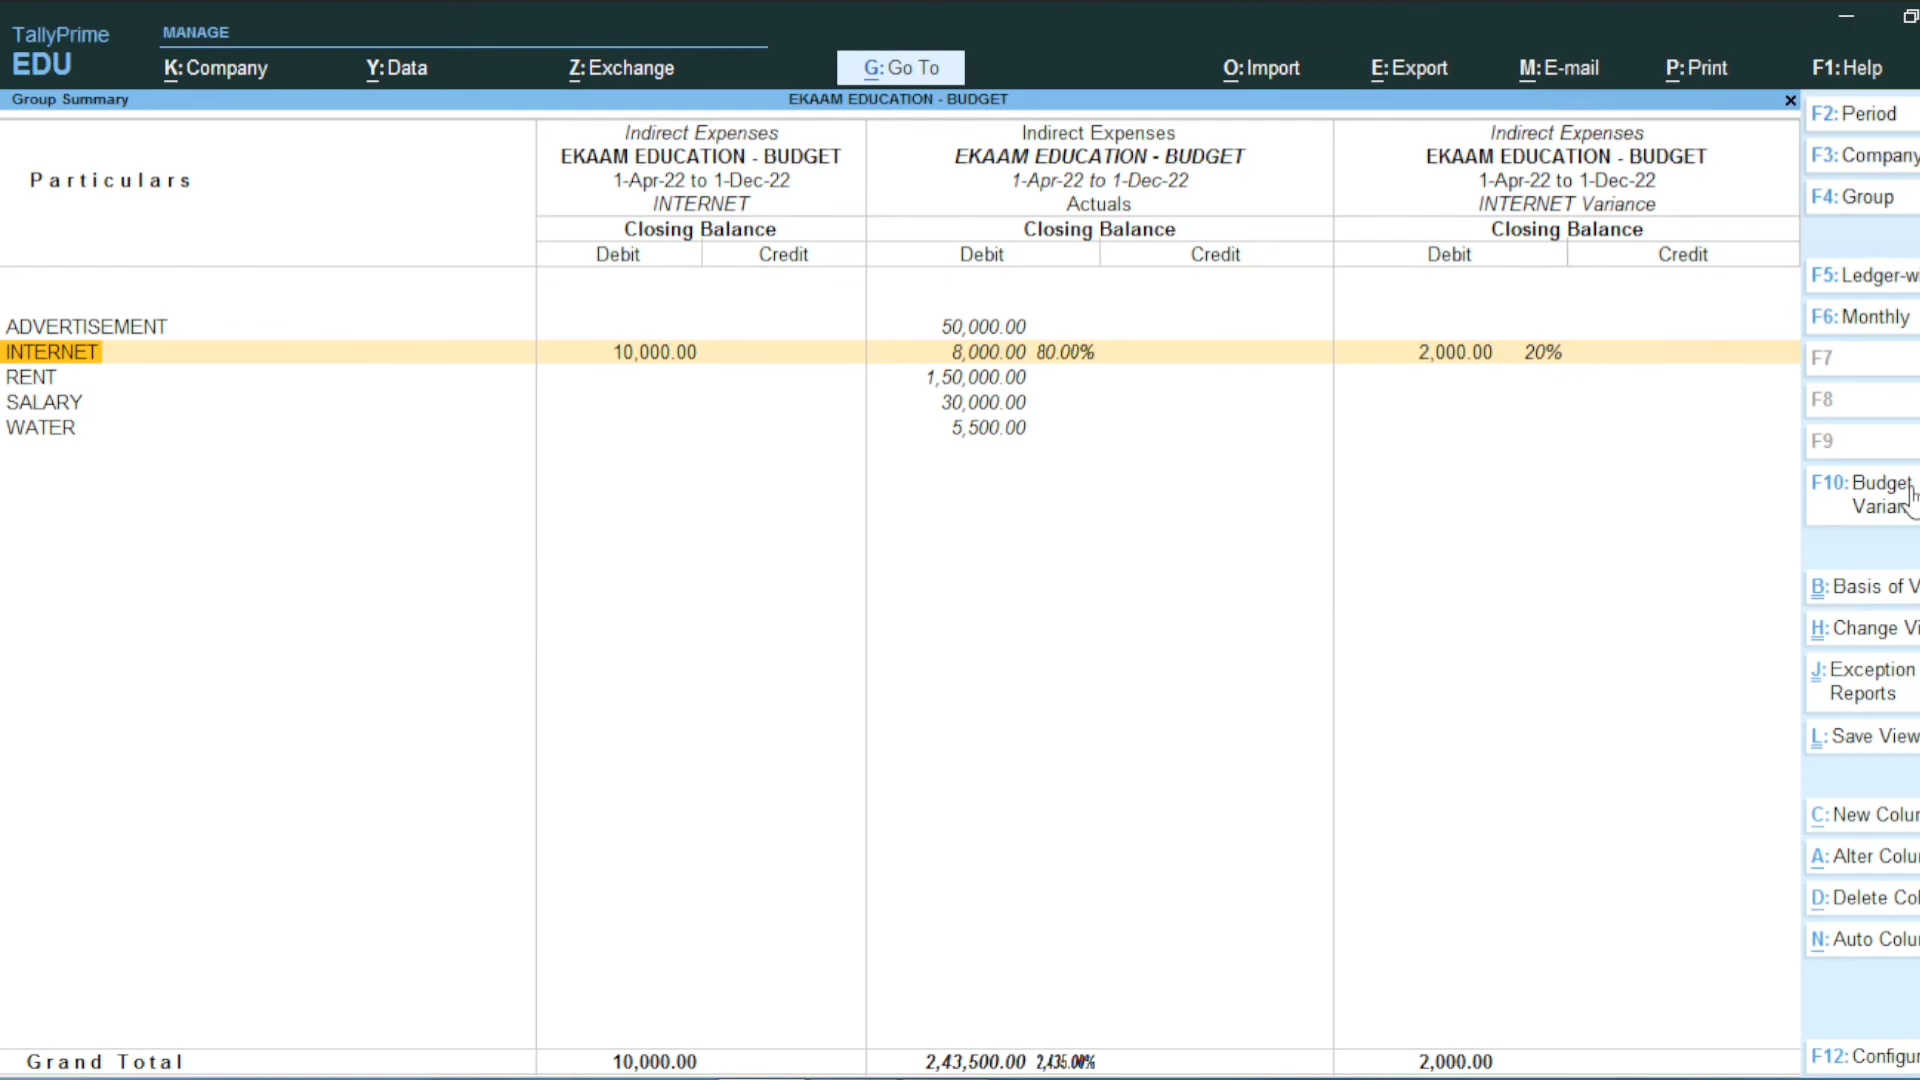 TallyPrime
EDU
MANAGE
K: Company
Y: Data
Z: Exchange
G: Go To
O: Import
E: Export
M: E-mail
P: Print
F1: Help
Group Summary
EKAAM EDUCATION - BUDGET
Particulars
Indirect Expenses
EKAAM EDUCATION - BUDGET
1-Apr-22 to 1-Dec-22
INTERNET
Closing Balance
Debit Credit
Indirect Expenses
EKAAM EDUCATION - BUDGET
1-Apr-22 to 1-Dec-22
Actuals
Closing Balance
Debit Credit
Indirect Expenses
EKAAM EDUCATION - BUDGET
1-Apr-22 to 1-Dec-22
INTERNET Variance
Closing Balance
Debit Credit
ADVERTISEMENT 50,000.00
INTERNET 10,000.00 8,000.00 80.00% 2,000.00 20%
RENT 1,50,000.00
SALARY 30,000.00
WATER 5,500.00
Grand Total 10,000.00 2,43,500.00 2,435.00% 2,000.00
F2: Period
F3: Company
F4: Group
F5: Ledger-w
F6: Monthly
F7
F8
F9
F10: Budget
Varian
B: Basis of V
H: Change Vi
J: Exception
Reports
L: Save View
C: New Colu
A: Alter Colu
D: Delete Col
N: Auto Colu
F12: Configur